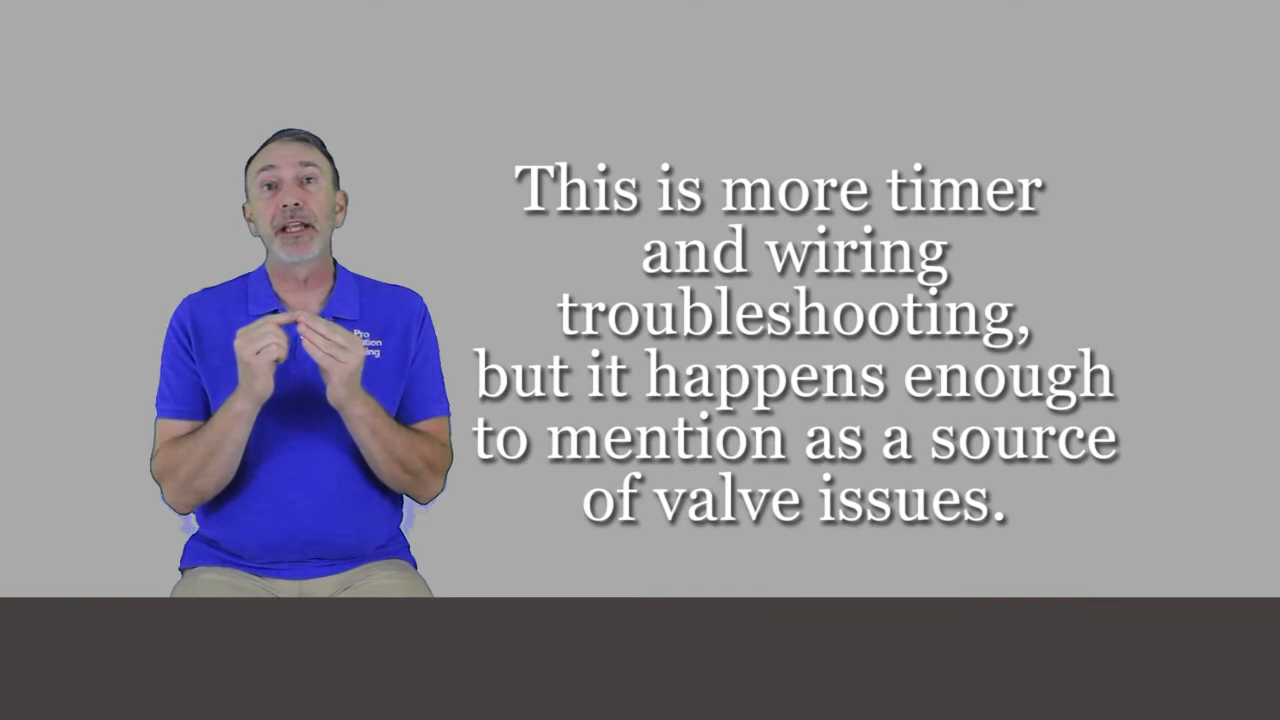 This is more timer
and wiring
troubleshooting,
but it happens enough
to mention as a source
of valve issues.
Pro